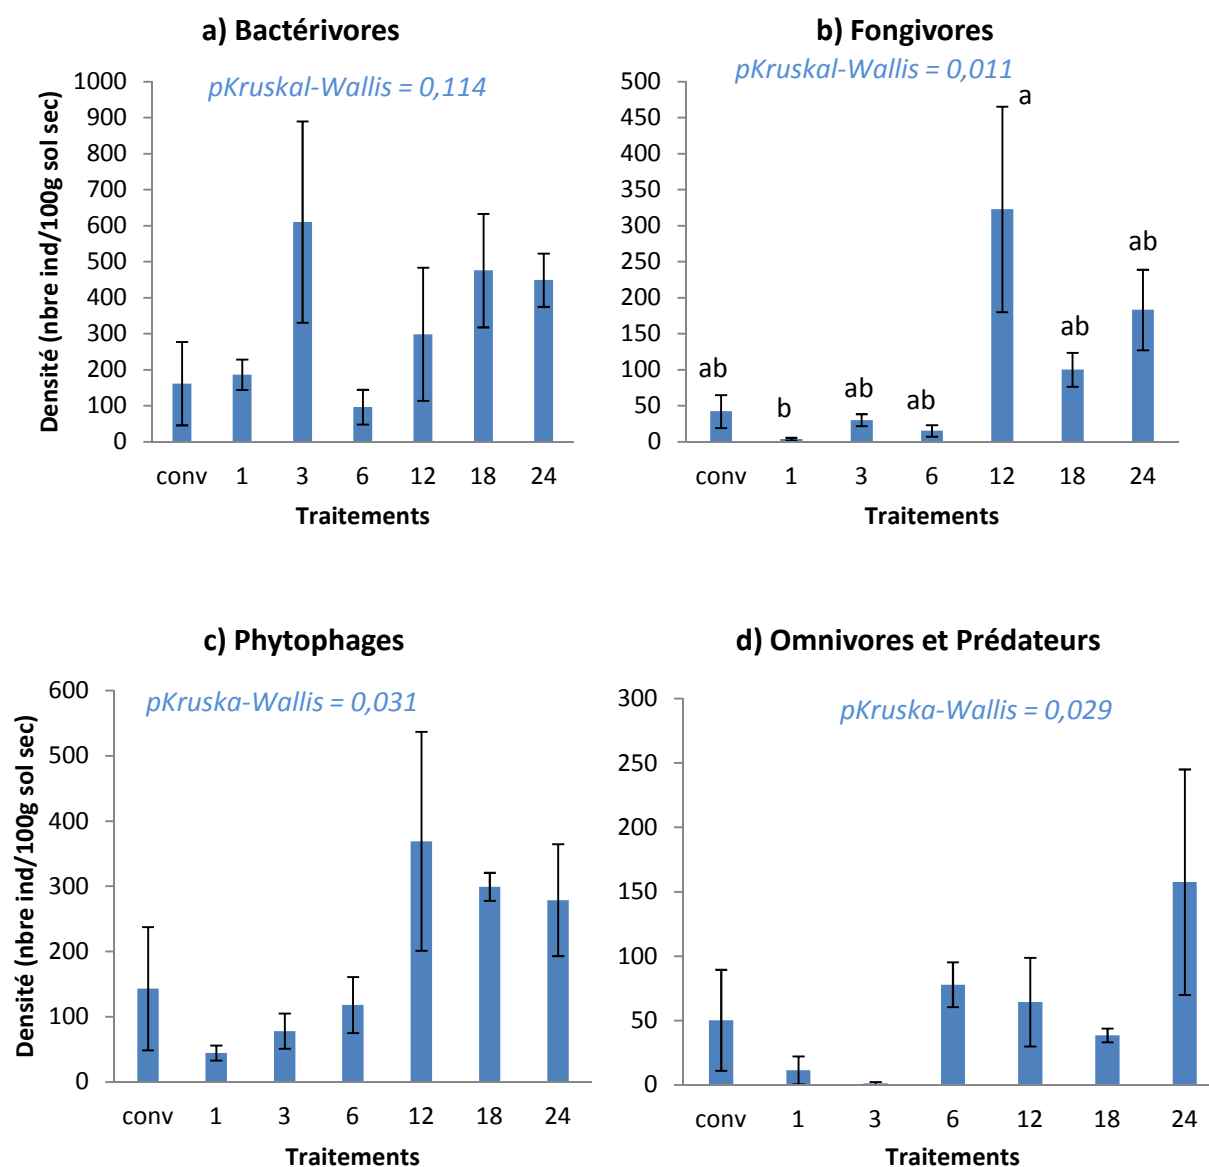 a) Bactérivores
pKruskal-Wallis = 0,114
Densité (nbre ind/100g sol sec)
1000
900
800
700
600
500
400
300
200
100
0
conv 1 3 6 12 18 24
Traitements
b) Fongivores
pKruskal-Wallis = 0,011
500
450
400
350
300
250
200
150
100
50
0
ab b ab ab a ab ab
conv 1 3 6 12 18 24
Traitements
c) Phytophages
pKruska-Wallis = 0,031
Densité (nbre ind/100g sol sec)
600
500
400
300
200
100
0
conv 1 3 6 12 18 24
Traitements
d) Omnivores et Prédateurs
pKruska-Wallis = 0,029
300
250
200
150
100
50
0
conv 1 3 6 12 18 24
Traitements